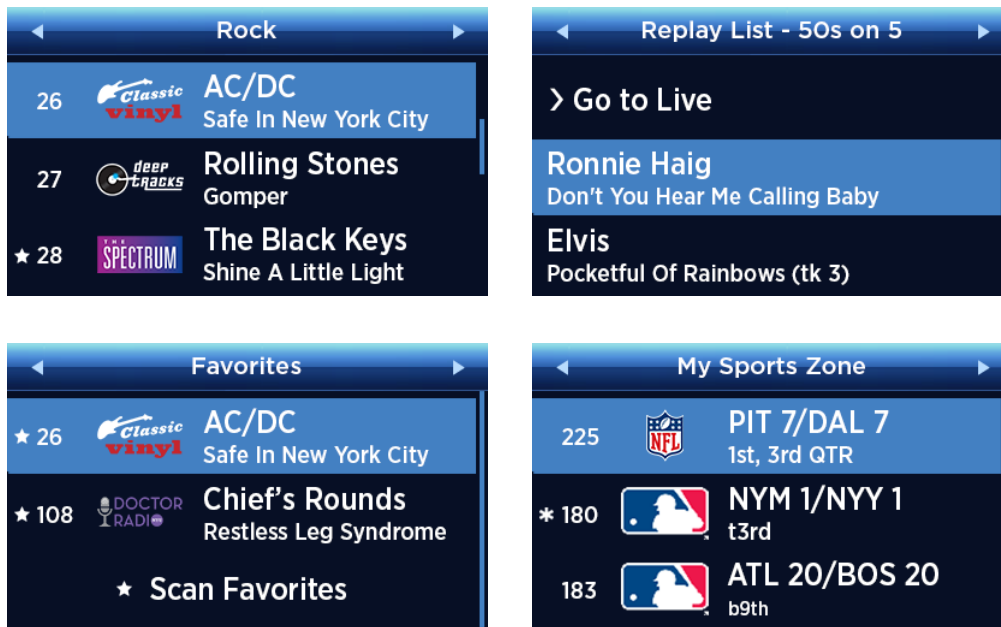 Rock
26
Classic
vinyl
AC/DC
Safe In New York City
27
deep
tracks
Rolling Stones
Gomper
★ 28
THE
SPECTRUM
The Black Keys
Shine A Little Light
Replay List - 50s on 5
> Go to Live
Ronnie Haig
Don't You Hear Me Calling Baby
Elvis
Pocketful Of Rainbows (tk 3)
Favorites
★ 26
Classic
vinyl
AC/DC
Safe In New York City
★ 108
DOCTOR
RADIO
Chief’s Rounds
Restless Leg Syndrome
★ Scan Favorites
My Sports Zone
225
NFL
PIT 7/DAL 7
1st, 3rd QTR
* 180
NYM 1/NYY 1
t3rd
183
ATL 20/BOS 20
b9th